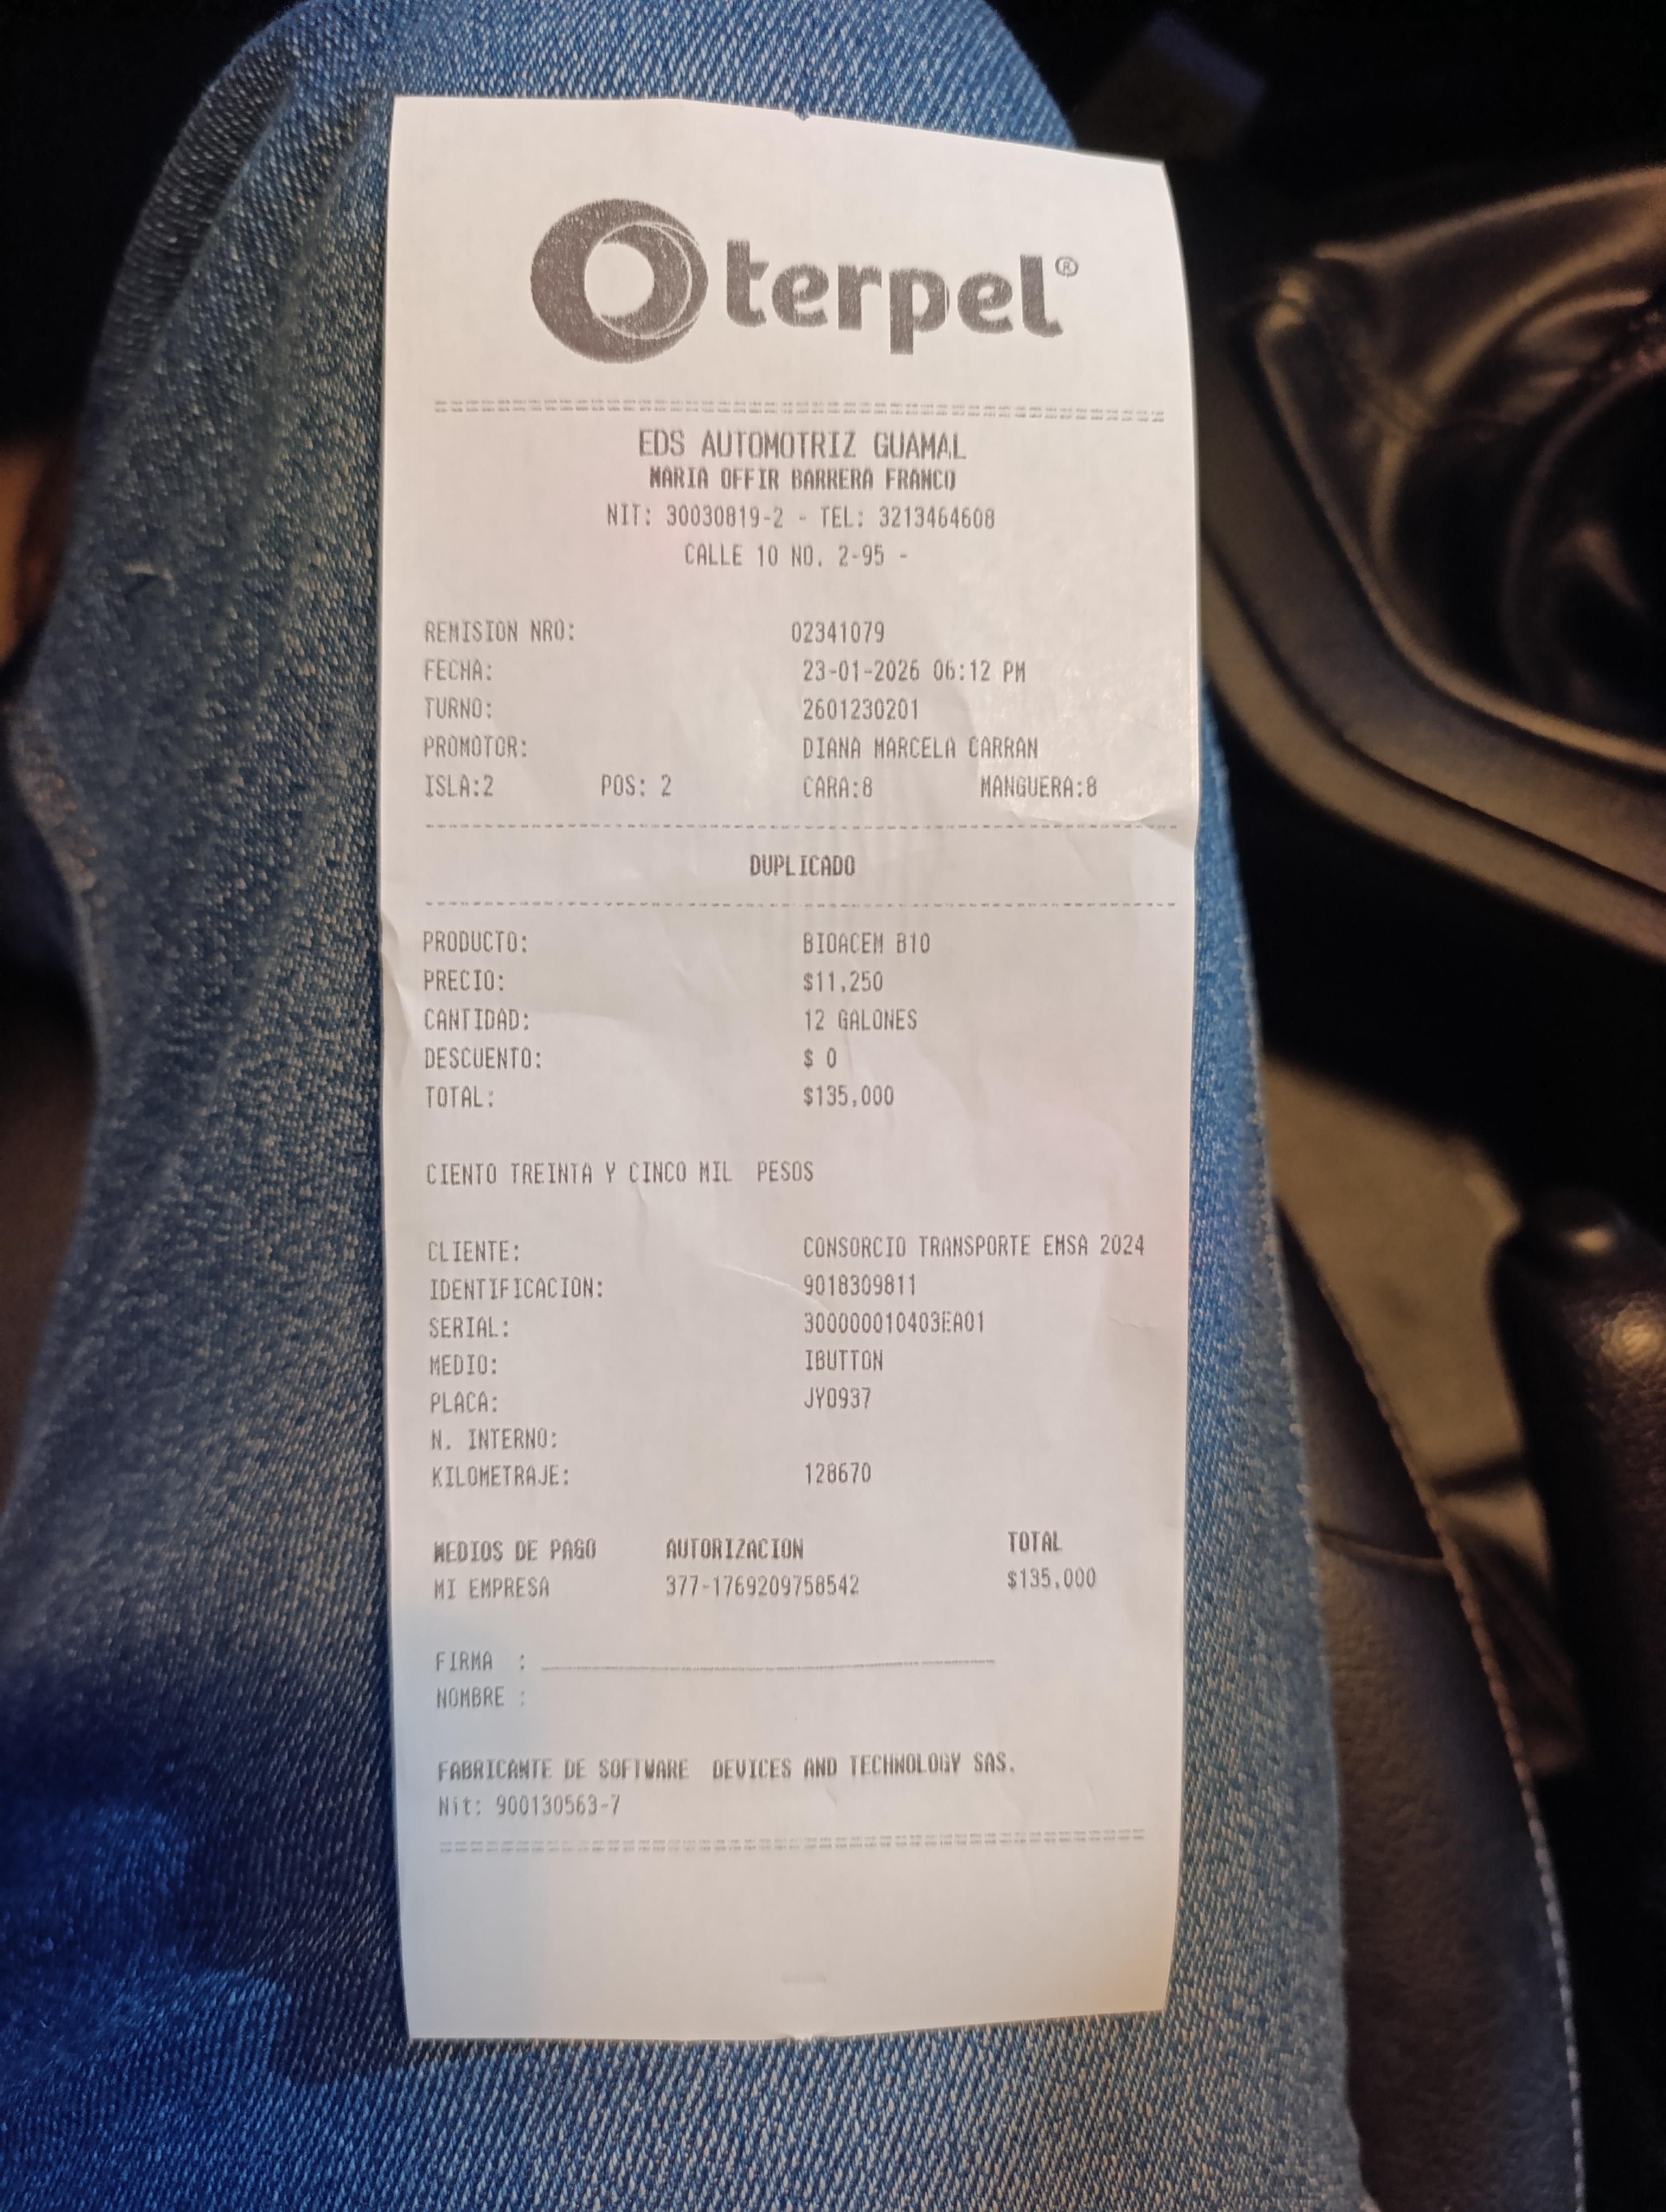 terpel®
EDS AUTOMOTRIZ GUAMAL
MARIA OFFIR BARRERA FRANCO
NIT: 30030819-2 - TEL: 3213464608
CALLE 10 NO. 2-95 -
REMISION NRO: 02341079
FECHA: 23-01-2026 06:12 PM
TURNO: 2601230201
PROMOTOR: DIANA MARCELA CARRAN
ISLA:2 POS: 2 CARA:8 MANGUERA:8
DUPLICADO
PRODUCTO: BIOACEM B10
PRECIO: $11,250
CANTIDAD: 12 GALONES
DESCUENTO: $ 0
TOTAL: $135,000
CIENTO TREINTA Y CINCO MIL PESOS
CLIENTE: CONSORCIO TRANSPORTE EMSA 2024
IDENTIFICACION: 9018309811
SERIAL: 300000010403EA01
MEDIO: IBUTTON
PLACA: JYO937
N. INTERNO:
KILOMETRAJE: 128670
MEDIOS DE PAGO AUTORIZACION TOTAL
MI EMPRESA 377-1769209758542 $135,000
FIRMA :
NOMBRE :
FABRICANTE DE SOFTWARE DEVICES AND TECHNOLOGY SAS.
Nit: 900130563-7